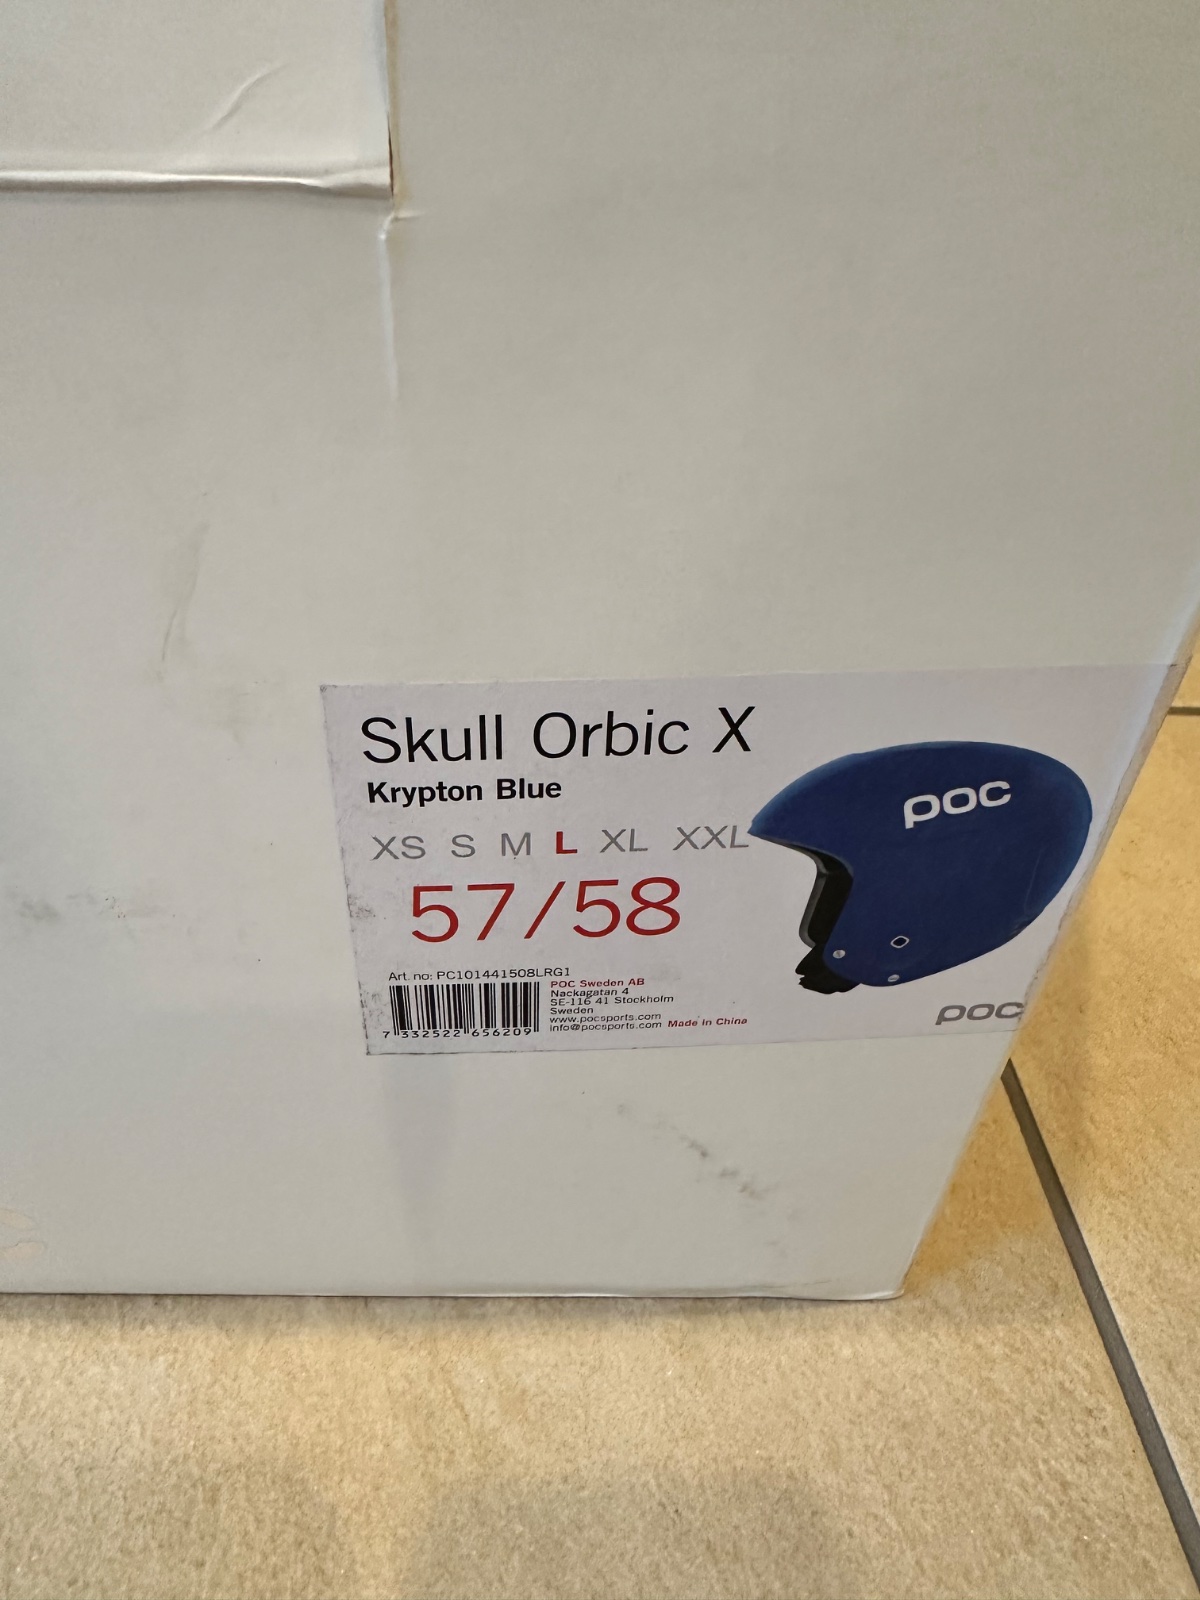 Skull Orbic X
Krypton Blue
XS S M L XL XXL
57/58
Art. no: PC101441508LRG1
7 332522 656209
POC Sweden AB
Nackagatan 4
SE-116 41 Stockholm
Sweden
www.pocsports.com
info@pocsports.com Made in China
poc
poc